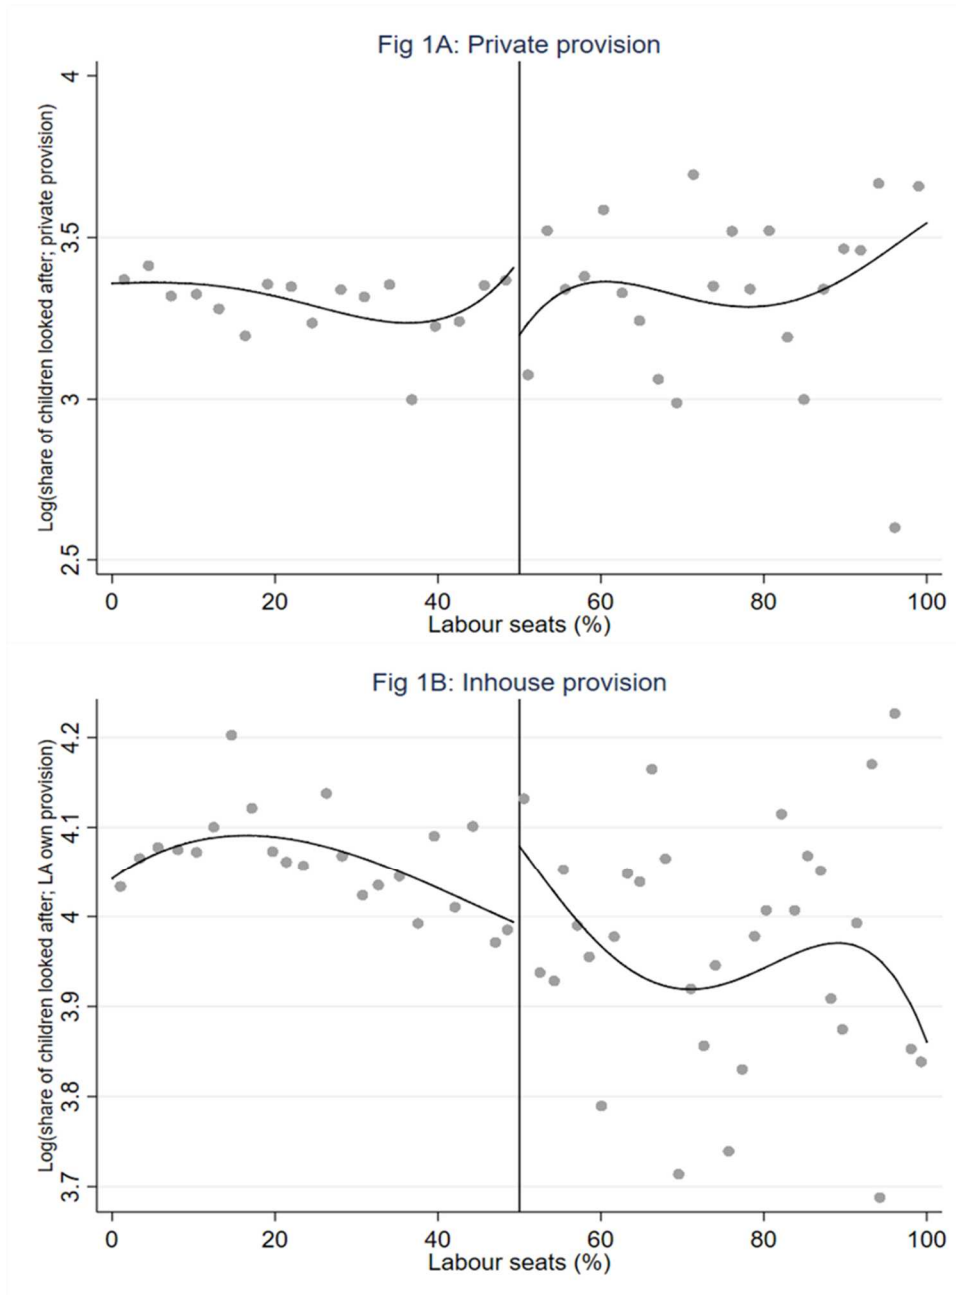 Fig 1A: Private provision
Log(share of children looked after; private provision)
4
3.5
3
2.5
0 20 40 60 80 100
Labour seats (%)
Fig 1B: Inhouse provision
Log(share of children looked after; LA own provision)
4.2
4.1
4
3.9
3.8
3.7
0 20 40 60 80 100
Labour seats (%)